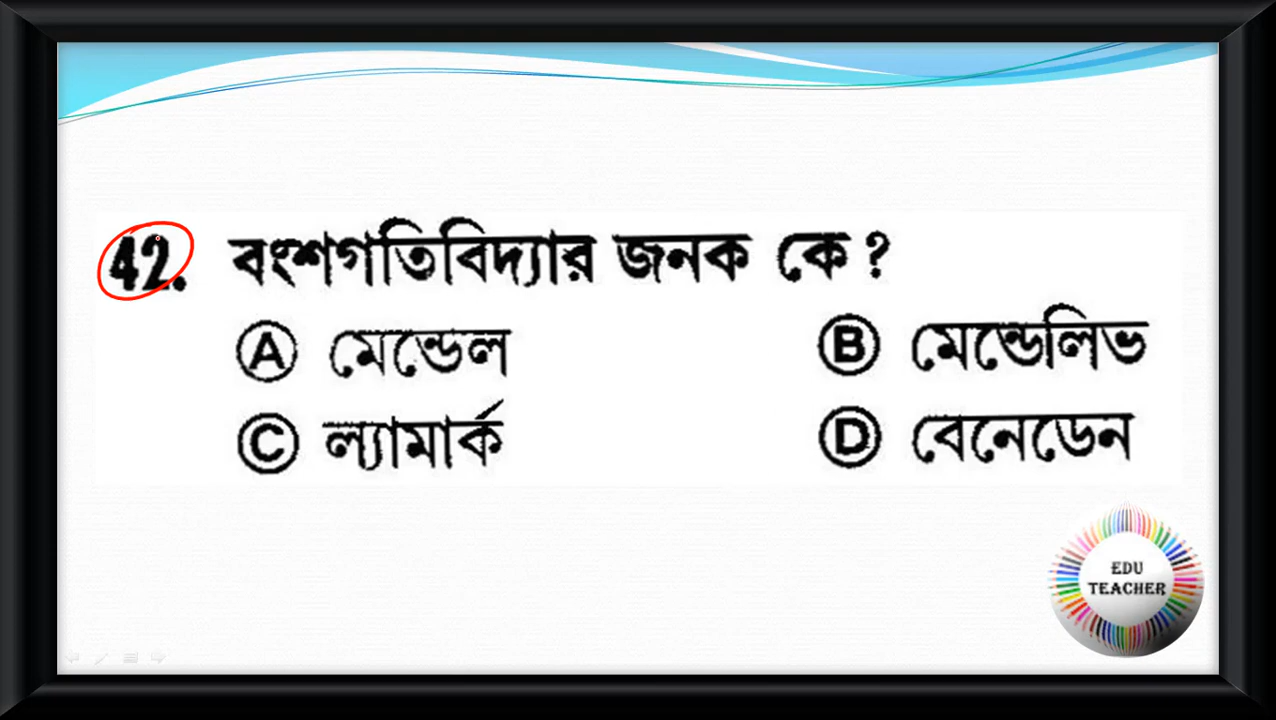 42. বংশগতিবিদ্যার জনক কে ?
Ⓐ মেন্ডেল Ⓑ মেন্ডেলিভ
Ⓒ ল্যামার্ক Ⓓ বেনেডেন
EDU
TEACHER